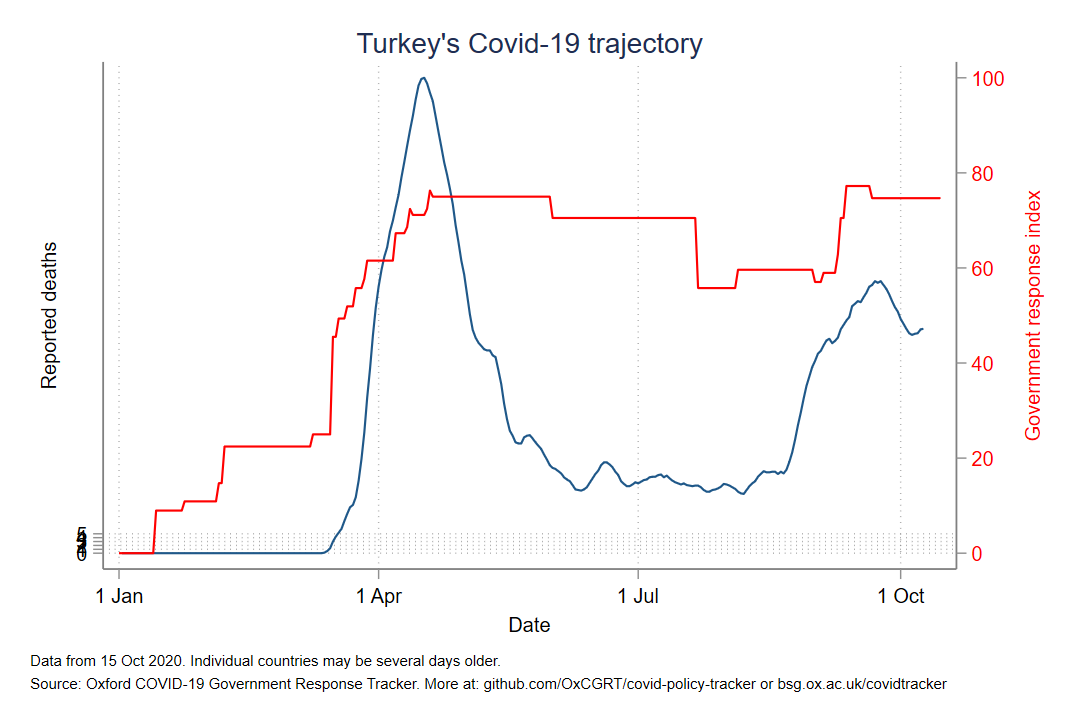 Turkey's Covid-19 trajectory
100
80
60
40
20
0
Government response index
Reported deaths
5
0
1 Jan
1 Apr
1 Jul
1 Oct
Date
Data from 15 Oct 2020. Individual countries may be several days older.
Source: Oxford COVID-19 Government Response Tracker. More at: github.com/OxCGRT/covid-policy-tracker or bsg.ox.ac.uk/covidtracker